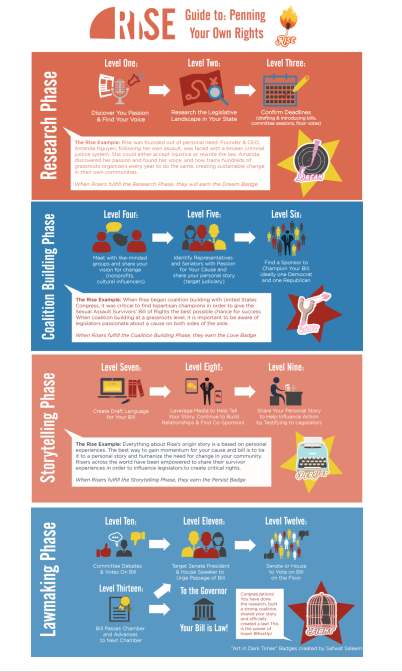 RISE
Guide to: Penning
Your Own Rights
Rise
Research Phase
Level One:
Level Two:
Level Three:
Discover You Passion
& Find Your Voice
Research the Legislative
Landscape in Your State
Confirm Deadlines
(drafting & introducing bills,
committee sessions, floor votes)
The Rise Example: Rise was founded out of personal need. Founder & CEO,
Amanda Nguyen, following her own assault, was faced with a broken criminal
justice system. She could either accept injustice or rewrite the law. Amanda
discovered her passion and found her voice, and now trains hundreds of
grassroots organizers every year to do the same, creating sustainable change
in their own communities.
When Risers fulfill the Research Phase, they will earn the Dream Badge
DREAM
Coalition Building Phase
Level Four:
Level Five:
Level Six:
Meet with like-minded
groups and share your
vision for change
(nonprofits,
cultural influencers)
Identify Representatives
and Senators with Passion
for Your Cause and
share your personal story
(target judiciary)
Find a Sponsor to
Champion Your Bill,
ideally one Democrat
and one Republican
The Rise Example: When Rise began coalition building with United States
Congress, it was critical to find bipartisan champions in order to give the
Sexual Assault Survivors' Bill of Rights the best possible chance for success.
When coalition building at a grassroots level, it is important to be aware of
legislators passionate about a cause on both sides of the aisle.
When Risers fulfill the Coalition Building Phase, they earn the Love Badge
Storytelling Phase
Level Seven:
Level Eight:
Level Nine:
Create Draft Language
for Your Bill
Leverage Media to Help Tell
Your Story, Continue to Build
Relationships & Find Co-Sponsors
Share Your Personal Story
to Help Influence Action
by Testifying to Legislators
The Rise Example: Everything about Rise's origin story is a based on personal
experiences. The best way to gain momentum for your cause and bill is to tie
it to a personal story and humanize the need for change in your community.
Risers across the world have been empowered to share their survivor
experiences in order to influence legislators to create critical rights.
When Risers fulfill the Storytelling Phase, they earn the Persist Badge
Persist
Lawmaking Phase
Level Ten:
Level Eleven:
Level Twelve:
Committee Debates
& Votes On Bill
Target Senate President
& House Speaker to
Urge Passage of Bill
Senate or House
to Vote on Bill
on the Floor
Level Thirteen:
To the Governor
Bill Passes Chamber
and Advances
to Next Chamber
Your Bill is Law!
Congratulations!
You have done
the research, built
a strong coalition,
shared your story
and officially
created a law! This
is the power of
hope! #RiseUp!
FIGHT
"Art in Dark Times" Badges created by Safwat Saleem